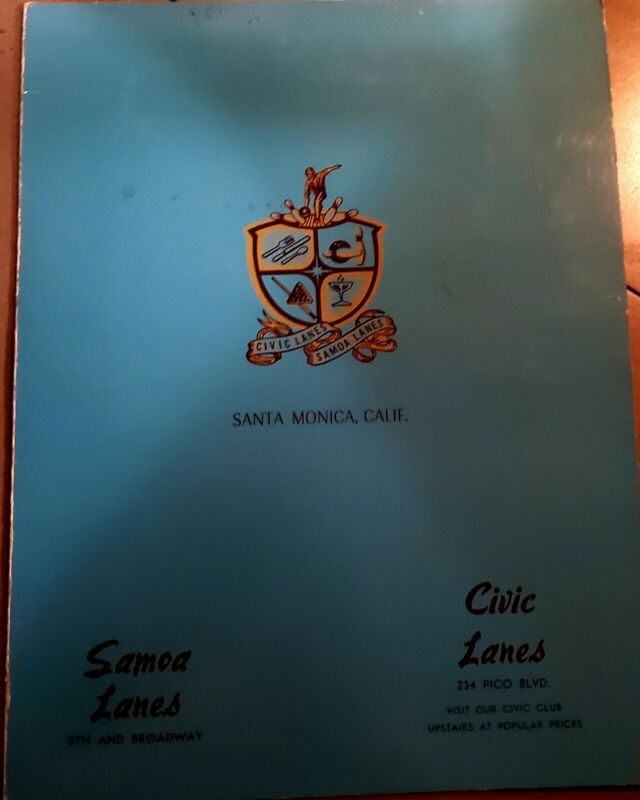 CIVIC LANES
SAMOA LANES
SANTA MONICA, CALIF.
Samoa
Lanes
5TH AND BROADWAY
Civic
Lanes
234 PICO BLVD.
VISIT OUR CIVIC CLUB
UPSTAIRS AT POPULAR PRICES